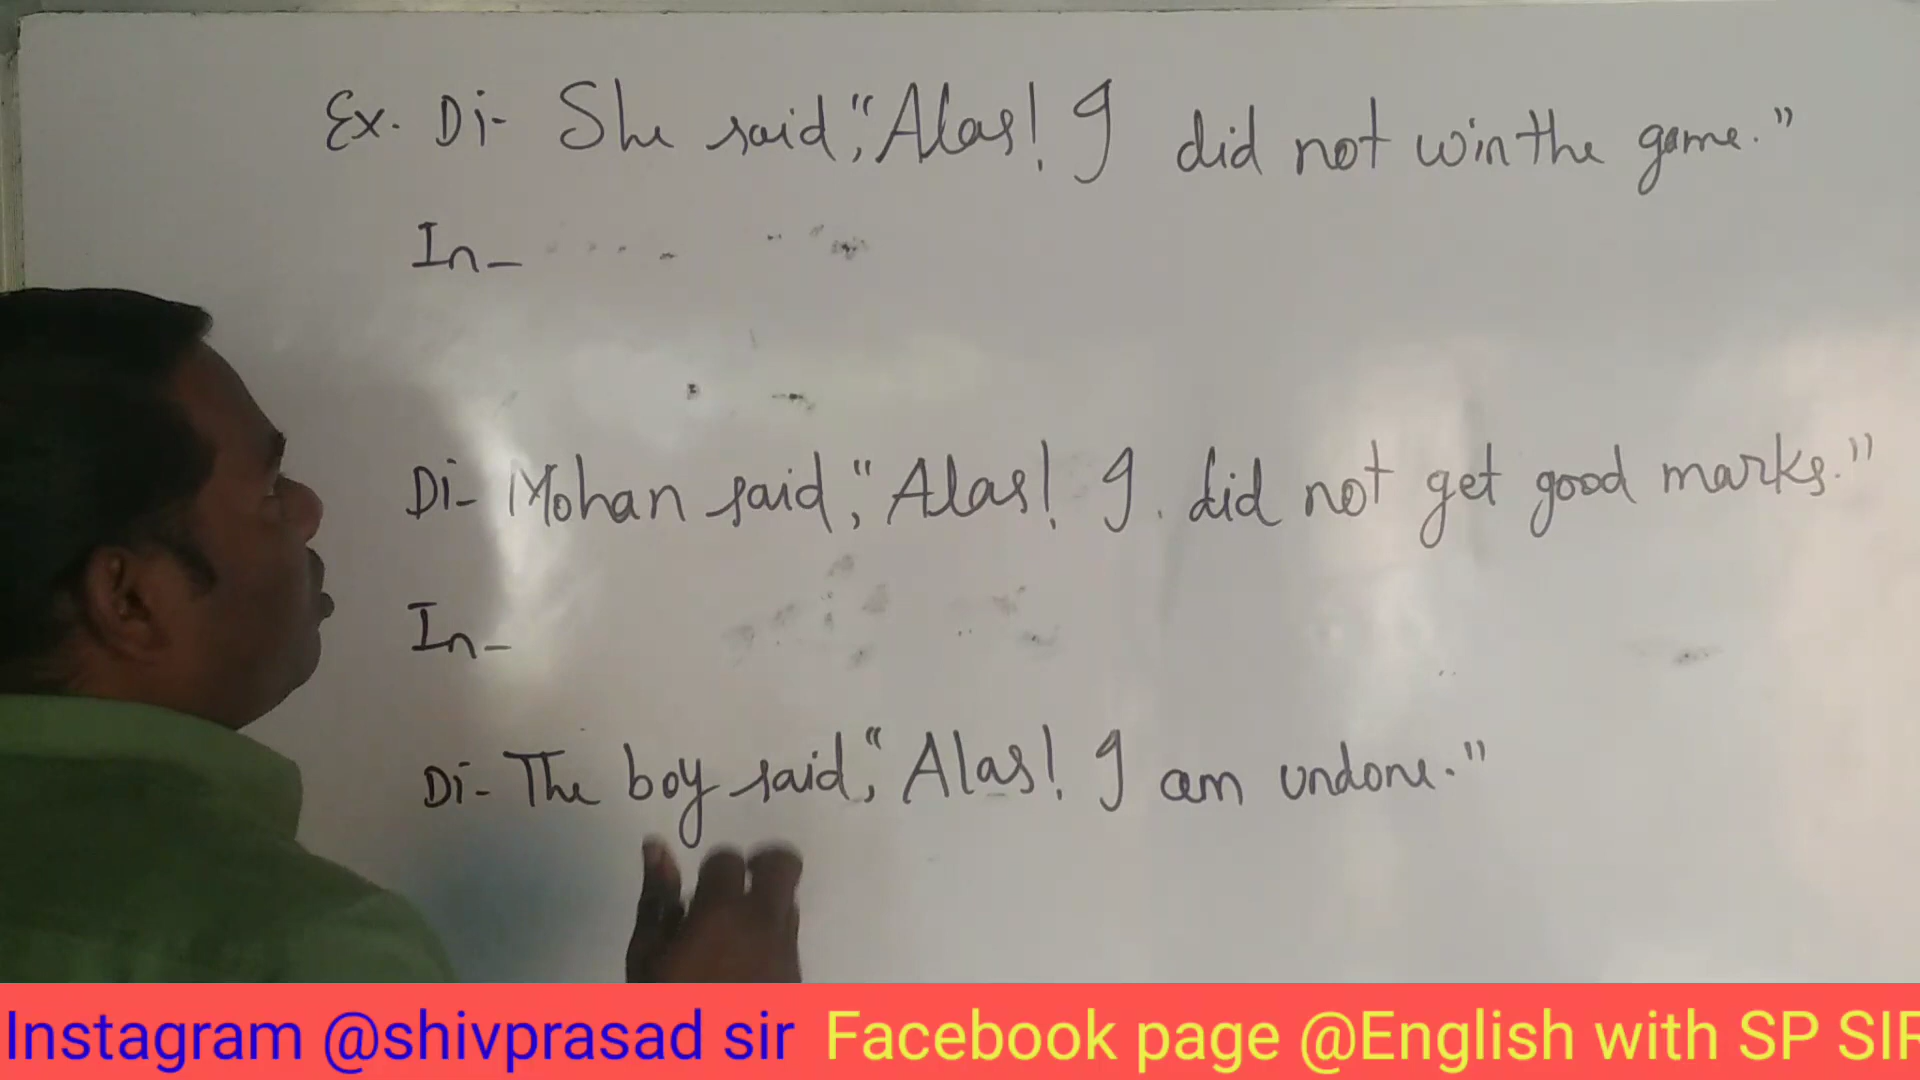 Ex. Di- She said,"Alas! I did not win the game."
In-
Di- Mohan said,"Alas! I did not get good marks."
In-
Di- The boy said,"Alas! I am undone."
Instagram @shivprasad sir Facebook page @English with SP SIR